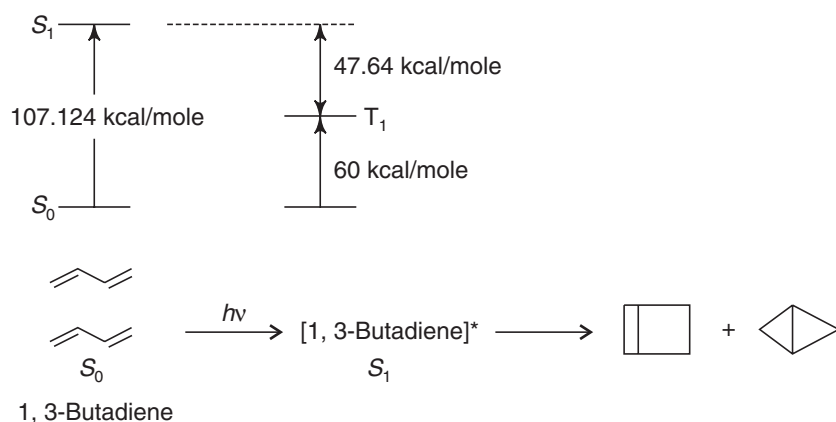 S₁
47.64 kcal/mole
107.124 kcal/mole
T₁
60 kcal/mole
S₀
hν
[1, 3-Butadiene]*
+
S₀
S₁
1, 3-Butadiene